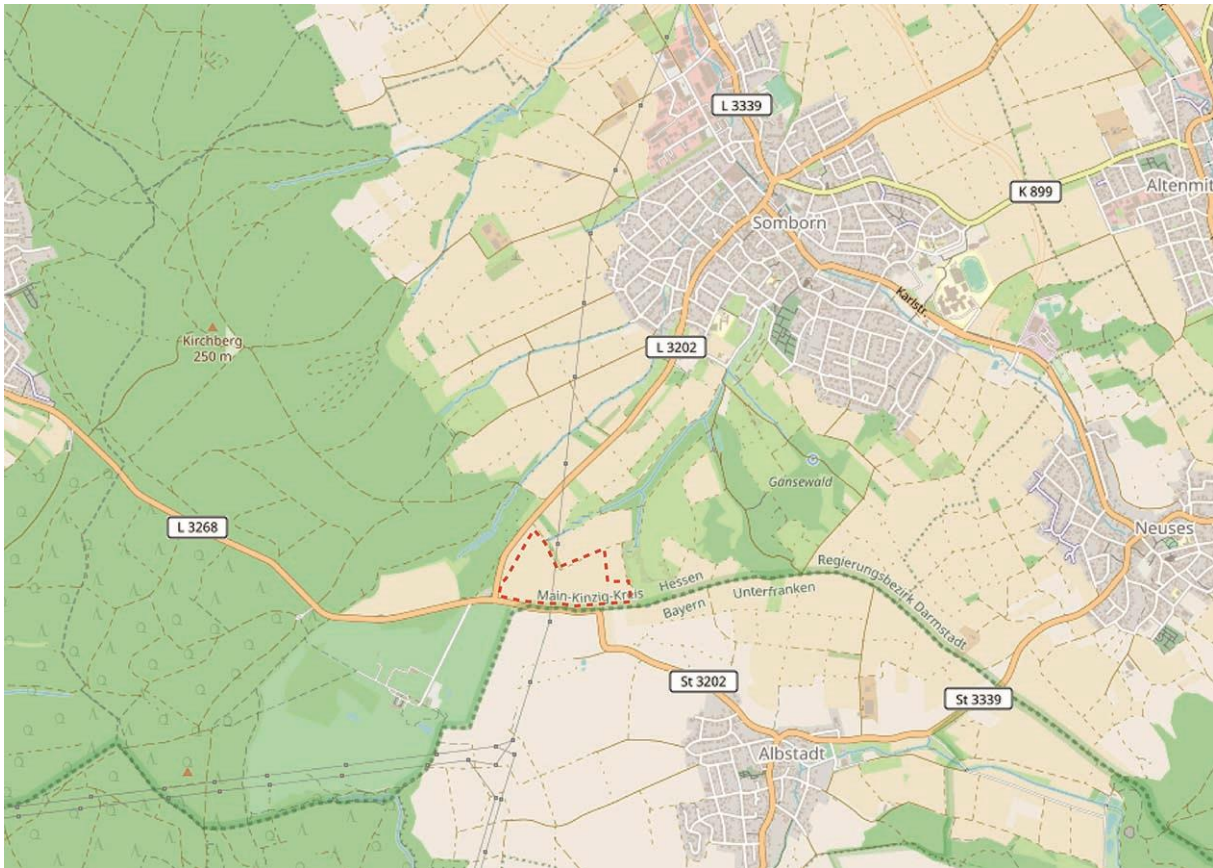 L 3339
K 899
Altenmit
Somborn
Karlstr.
Kirchberg
250 m
L 3202
Gansewald
L 3268
Neuses
Regierungsbezirk Darmstadt
Hessen
Main-Kinzig-Kreis
Unterfranken
Bayern
St 3202
St 3339
Albstadt